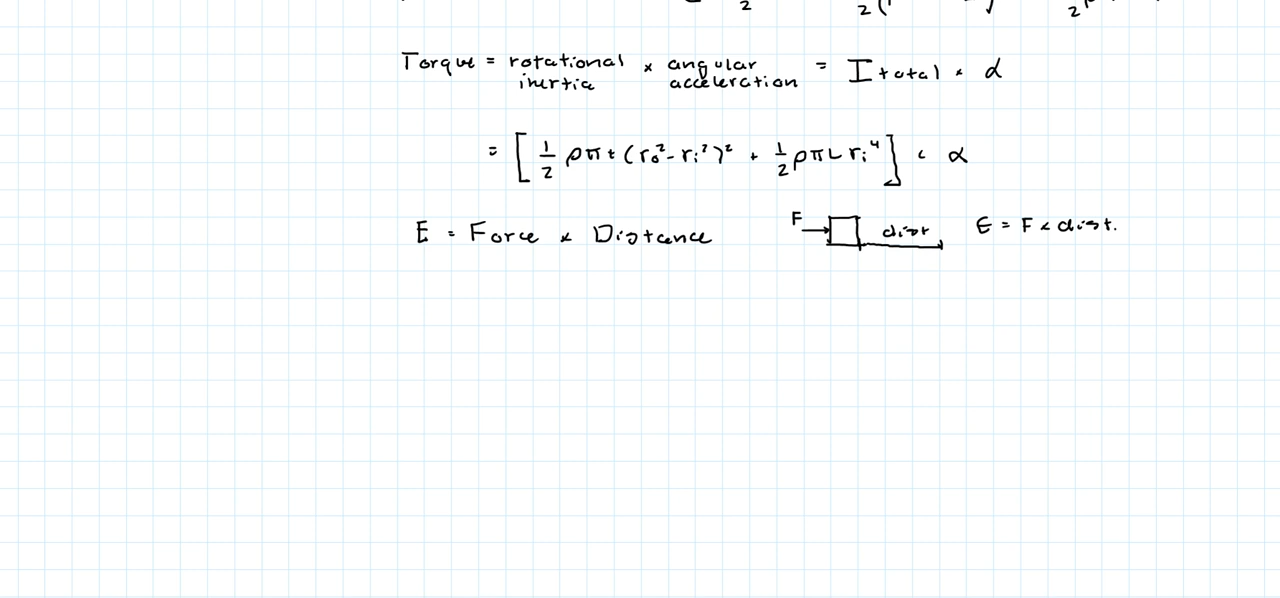 Torque = rotational inertia × angular acceleration = I total × α
= [ 1/2 ρπt (ro² - ri²)² + 1/2 ρπL ri⁴ ] × α
E = Force × Distance
F dist E = F × dist.